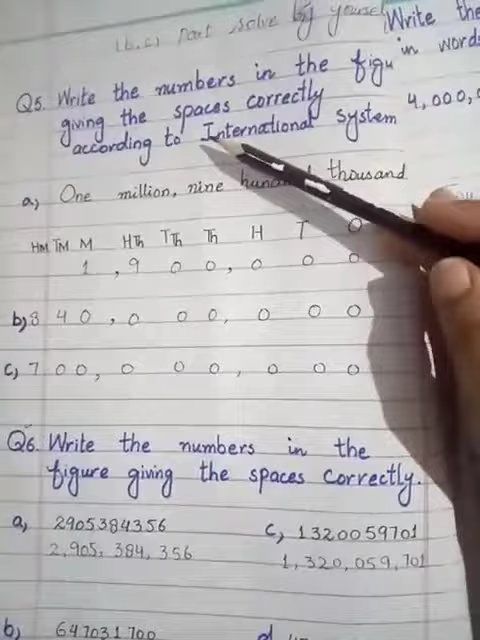 (b,c) Part solve by yourself
Write the
in words
Q5. Write the numbers in the figu
giving the spaces correctly
according to International system
4,000,
a) One million, nine hundred thousand
HM TM M HTh TTh Th H T O
1 , 9 0 0 , 0 0 0
b) 8 4 0 , 0 0 0 , 0 0 0
c) 7 0 0 , 0 0 0 , 0 0 0
Q6. Write the numbers in the
figure giving the spaces correctly.
a, 2905384356
2,905, 384, 356
c, 1320059701
1, 320, 059, 701
b, 647031700
d